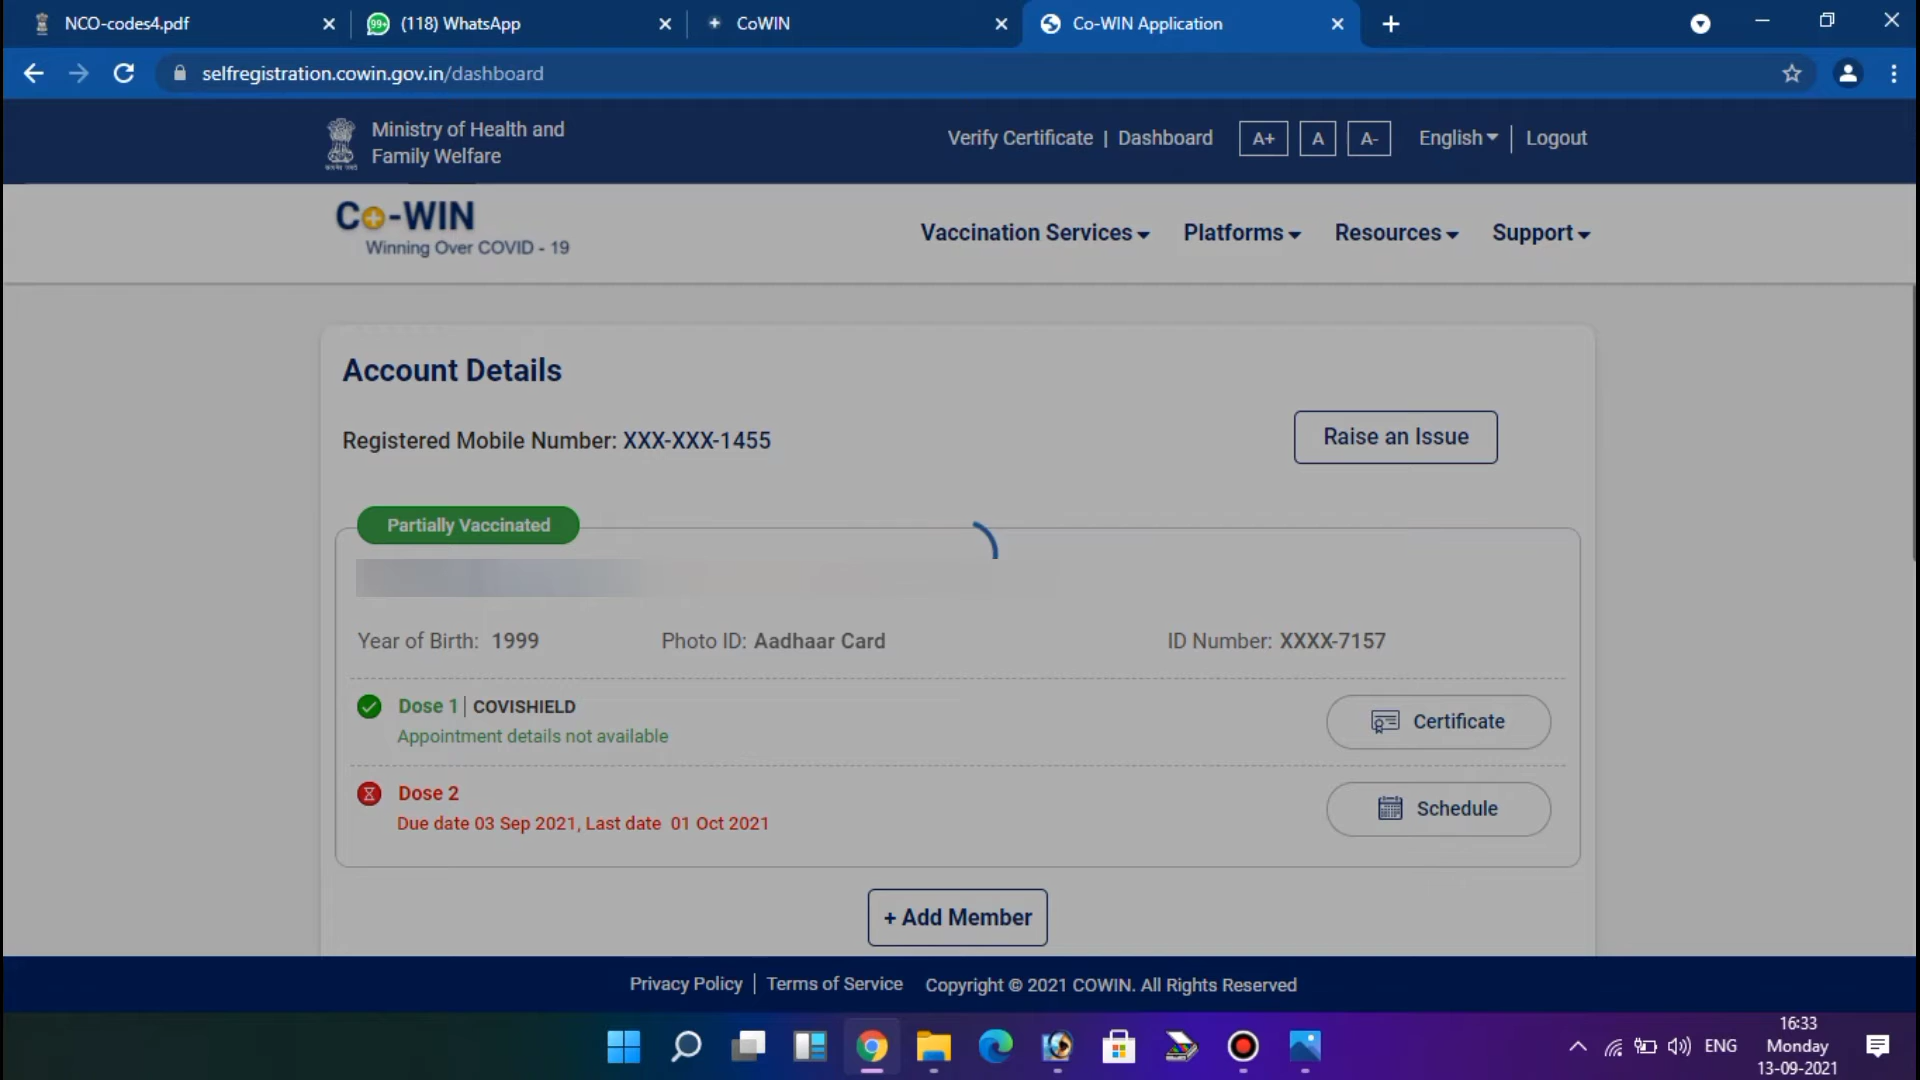 NCO-codes4.pdf
(118) WhatsApp
CoWIN
Co-WIN Application
selfregistration.cowin.gov.in/dashboard
Ministry of Health and
Family Welfare
Verify Certificate | Dashboard
A+
A
A-
English
Logout
Co-WIN
Winning Over COVID - 19
Vaccination Services
Platforms
Resources
Support
Account Details
Registered Mobile Number: XXX-XXX-1455
Raise an Issue
Partially Vaccinated
Year of Birth: 1999
Photo ID: Aadhaar Card
ID Number: XXXX-7157
Dose 1 | COVISHIELD
Appointment details not available
Certificate
Dose 2
Due date 03 Sep 2021, Last date 01 Oct 2021
Schedule
+ Add Member
Privacy Policy | Terms of Service
Copyright © 2021 COWIN. All Rights Reserved
ENG
16:33
Monday
13-09-2021